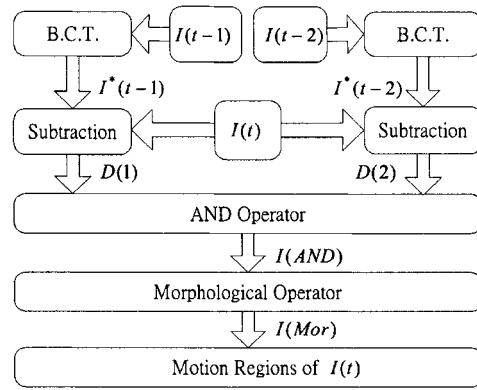 B.C.T. I(t−1) I(t−2) B.C.T.
I*(t−1) I*(t−2)
Subtraction I(t) Subtraction
D(1) D(2)
AND Operator
I(AND)
Morphological Operator
I(Mor)
Motion Regions of I(t)